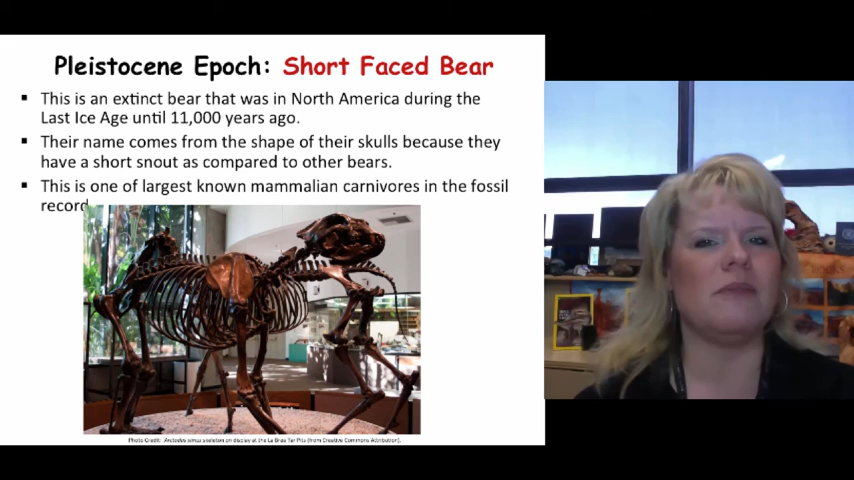 Pleistocene Epoch: Short Faced Bear
▪ This is an extinct bear that was in North America during the
Last Ice Age until 11,000 years ago.
▪ Their name comes from the shape of their skulls because they
have a short snout as compared to other bears.
▪ This is one of largest known mammalian carnivores in the fossil
record
Photo Credit: Arctodus simus skeleton on display at the La Brea Tar Pits (from Creative Commons Attribution).